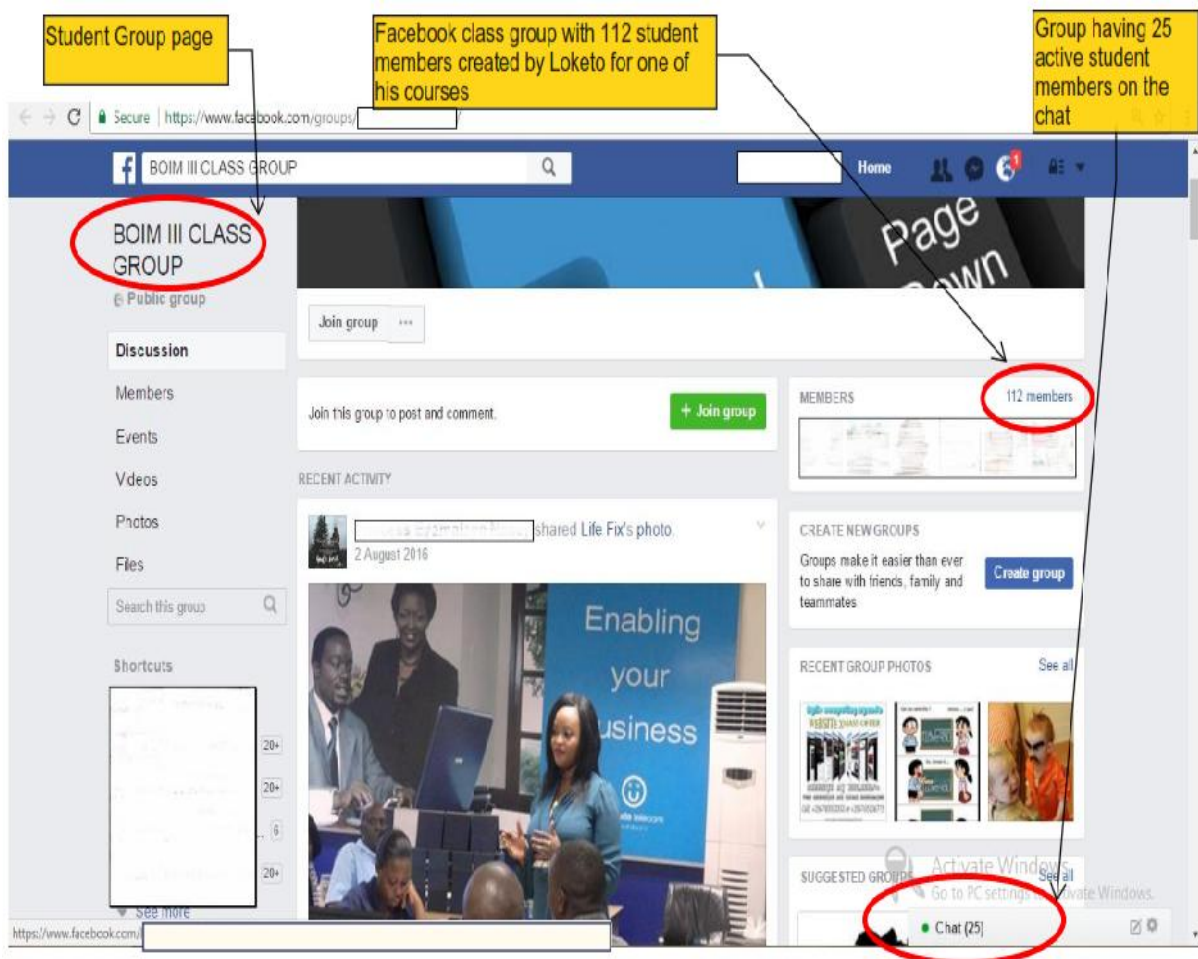 Student Group page
Facebook class group with 112 student
members created by Loketo for one of
his courses
Group having 25
active student
members on the
chat
Secure | https://www.facebook.com/groups/
BOIM III CLASS GROUP
Home
1
BOIM III CLASS
GROUP
Public group
Discussion
Members
Events
Videos
Photos
Files
Search this group
Shortcuts
20+
20+
6
20+
See more
Page
Down
Join group
Join this group to post and comment.
+ Join group
RECENT ACTIVITY
shared Life Fix's photo.
2 August 2016
Enabling
your
business
MEMBERS
112 members
CREATE NEW GROUPS
Groups make it easier than ever
to share with friends, family and
teammates
Create group
RECENT GROUP PHOTOS
See all
SUGGESTED GROUPS
See all
Activate Windows
Go to PC settings to activate Windows.
Chat (25)
https://www.facebook.com/